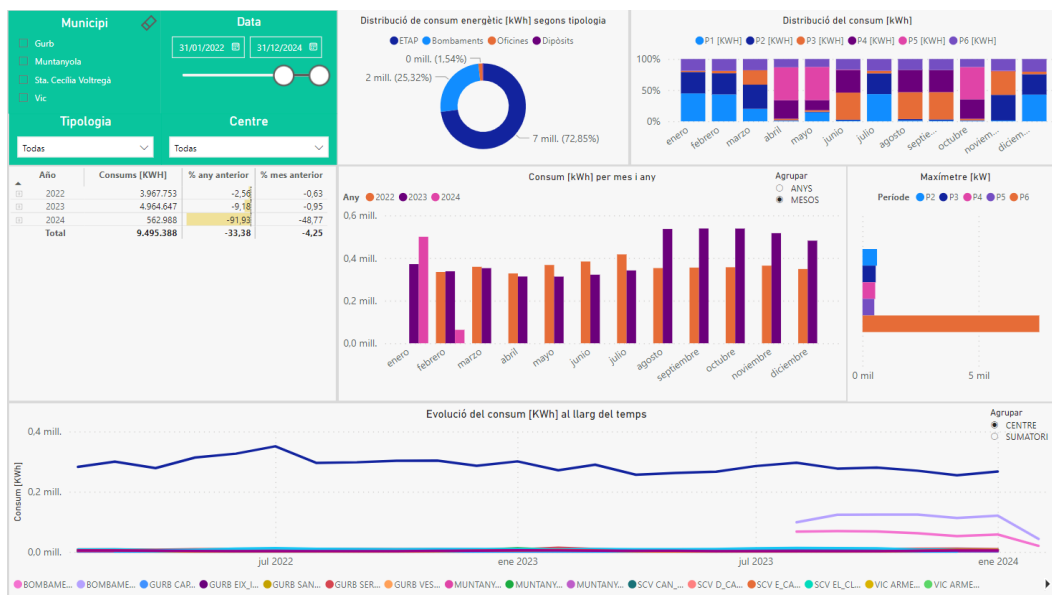 Municipi
Gurb
Muntanyola
Sta. Cecília Voltregà
Vic
Data
31/01/2022
31/12/2024
Tipologia
Todas
Centre
Todas
Distribució de consum energètic [kWh] segons tipologia
ETAP Bombaments Oficines Dipòsits
0 mill. (1,54%)
2 mill. (25,32%)
7 mill. (72,85%)
Distribució del consum [kWh]
P1 [KWH] P2 [KWH] P3 [KWH] P4 [KWH] P5 [KWH] P6 [KWH]
100%
50%
0%
enero febrero marzo abril mayo junio julio agosto septie... octubre noviem... diciem...
Año Consums [KWH] % any anterior % mes anterior
2022 3.967.753 -2,56 -0,63
2023 4.964.647 -9,18 -0,95
2024 562.988 -91,93 -48,77
Total 9.495.388 -33,38 -4,25
Consum [kWh] per mes i any
Agrupar
ANYS
MESOS
Any 2022 2023 2024
0,6 mill.
0,4 mill.
0,2 mill.
0,0 mill.
enero febrero marzo abril mayo junio julio agosto septiembre octubre noviembre diciembre
Maxímetre [kW]
Període P2 P3 P4 P5 P6
0 mil 5 mil
Evolució del consum [KWh] al llarg del temps
Agrupar
CENTRE
SUMATORI
Consum [KWh]
0,4 mill.
0,2 mill.
0,0 mill.
jul 2022 ene 2023 jul 2023 ene 2024
BOMBAME... BOMBAME... GURB CAR... GURB EIX_I... GURB SAN... GURB SER... GURB VES... MUNTANY... MUNTANY... MUNTANY... SCV CAN_... SCV D_CA... SCV E_CA... SCV EL_CL... VIC ARME... VIC ARME...